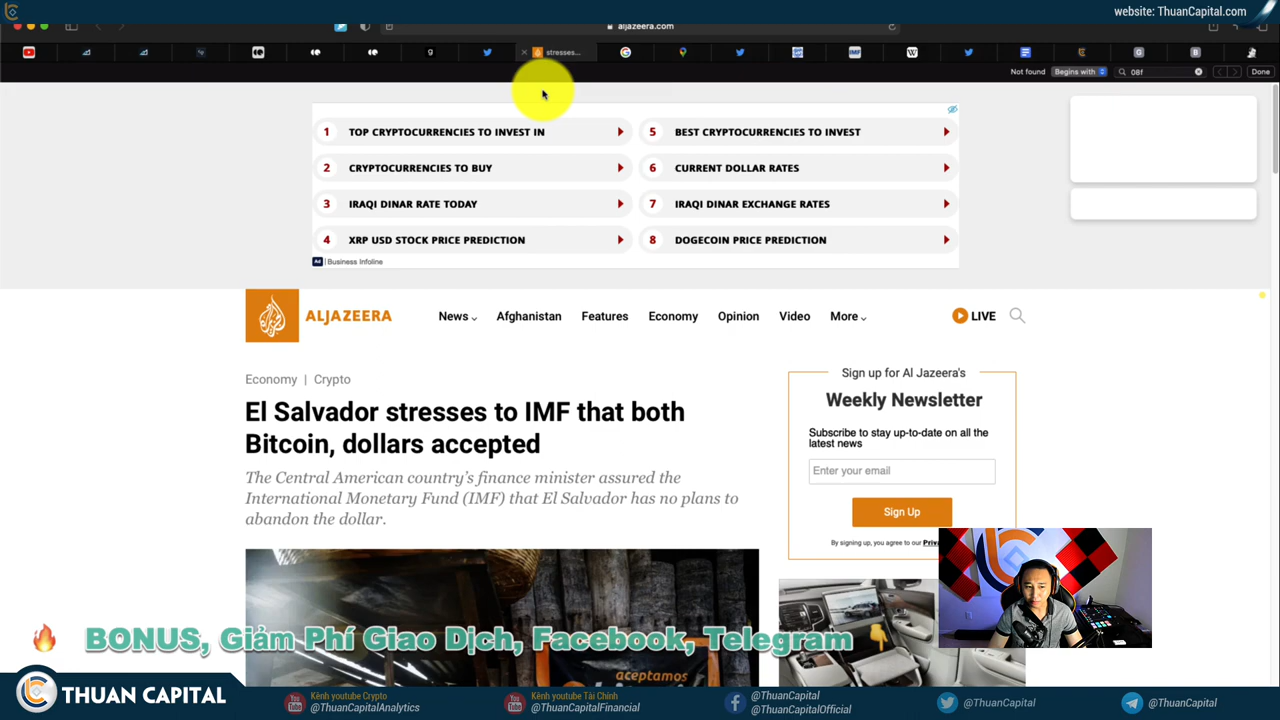 website: ThuanCapital.com
aljazeera.com
stresses...
Not found
Begins with
08f
Done
1 TOP CRYPTOCURRENCIES TO INVEST IN
5 BEST CRYPTOCURRENCIES TO INVEST
2 CRYPTOCURRENCIES TO BUY
6 CURRENT DOLLAR RATES
3 IRAQI DINAR RATE TODAY
7 IRAQI DINAR EXCHANGE RATES
4 XRP USD STOCK PRICE PREDICTION
8 DOGECOIN PRICE PREDICTION
Ad | Business Infoline
ALJAZEERA
News
Afghanistan
Features
Economy
Opinion
Video
More
LIVE
Economy | Crypto
El Salvador stresses to IMF that both
Bitcoin, dollars accepted
The Central American country's finance minister assured the
International Monetary Fund (IMF) that El Salvador has no plans to
abandon the dollar.
Sign up for Al Jazeera's
Weekly Newsletter
Subscribe to stay up-to-date on all the
latest news
Enter your email
Sign Up
By signing up, you agree to our
aceptamos
BONUS, Giảm Phí Giao Dịch, Facebook, Telegram
THUAN CAPITAL
Kênh youtube Crypto
@ThuanCapitalAnalytics
Kênh youtube Tài Chính
@ThuanCapitalFinancial
@ThuanCapital
@ThuanCapitalOfficial
@ThuanCapital
@ThuanCapital